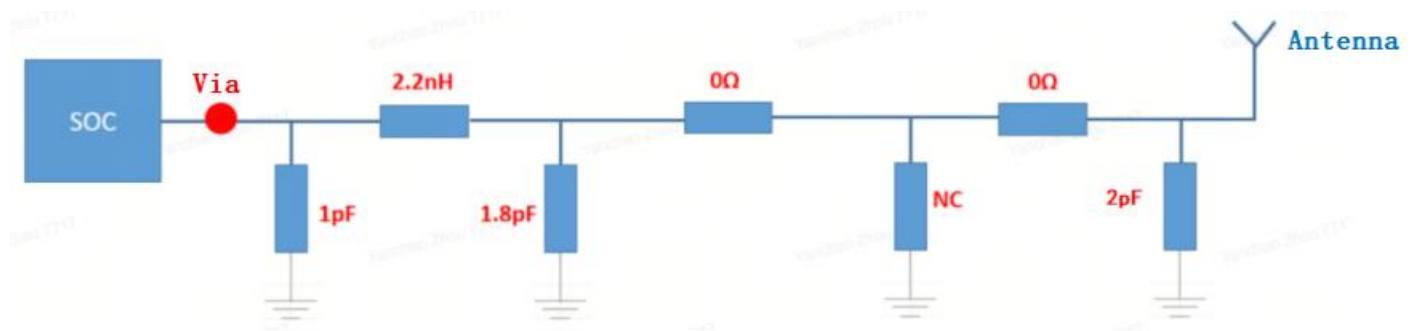 Antenna
Via
2.2nH
0Ω
0Ω
SOC
1pF
1.8pF
NC
2pF